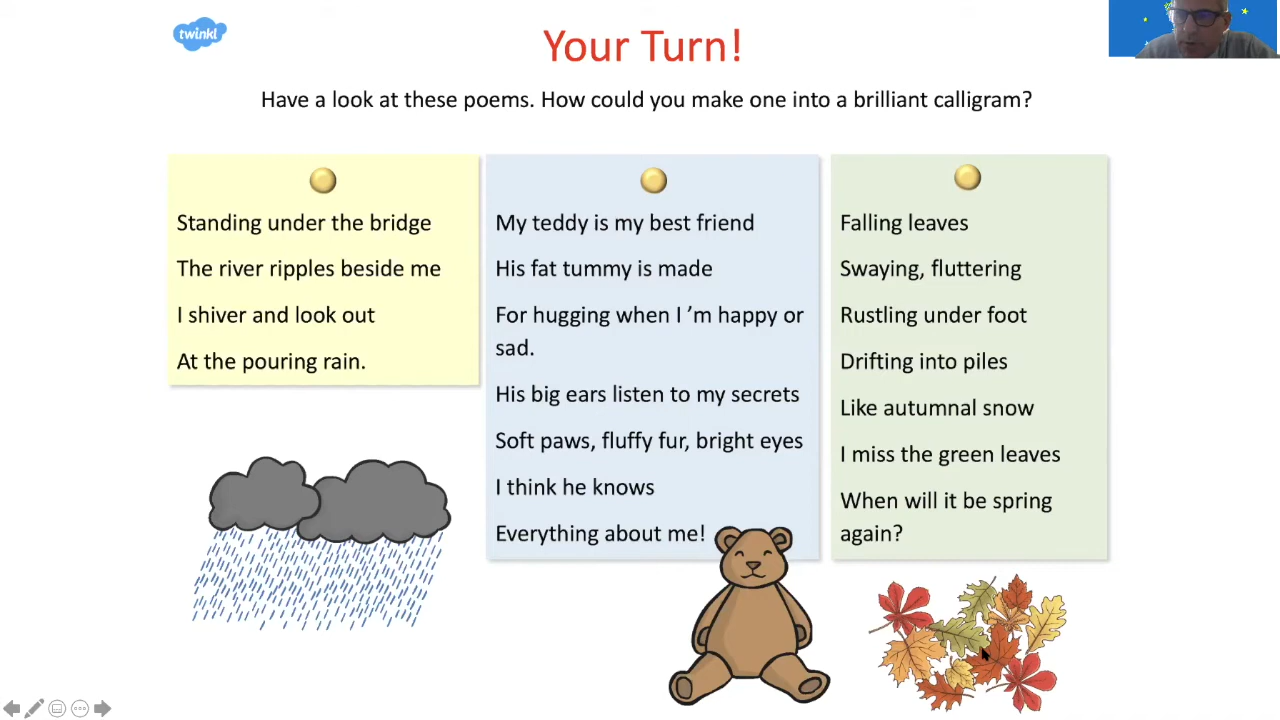 twinkl
Your Turn!
Have a look at these poems. How could you make one into a brilliant calligram?
Standing under the bridge
The river ripples beside me
I shiver and look out
At the pouring rain.
My teddy is my best friend
His fat tummy is made
For hugging when I ’m happy or
sad.
His big ears listen to my secrets
Soft paws, fluffy fur, bright eyes
I think he knows
Everything about me!
Falling leaves
Swaying, fluttering
Rustling under foot
Drifting into piles
Like autumnal snow
I miss the green leaves
When will it be spring
again?